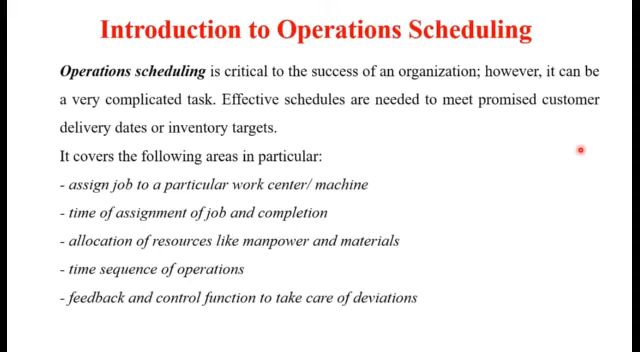 Introduction to Operations Scheduling
Operations scheduling is critical to the success of an organization; however, it can be
a very complicated task. Effective schedules are needed to meet promised customer
delivery dates or inventory targets.
It covers the following areas in particular:
- assign job to a particular work center/ machine
- time of assignment of job and completion
- allocation of resources like manpower and materials
- time sequence of operations
- feedback and control function to take care of deviations